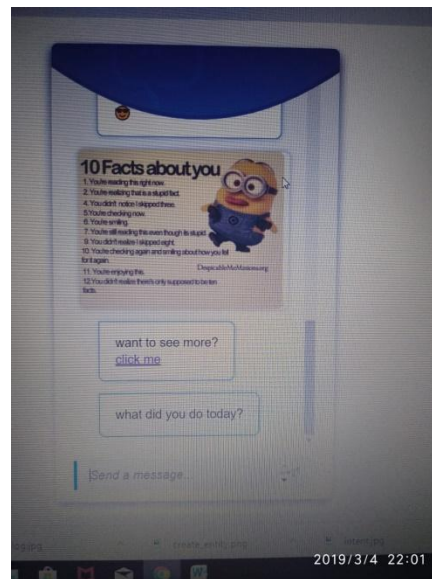 10 Facts about you
1. You're reading this right now.
2. You're realizing that is a stupid fact.
4. You didnt notice I skipped three.
5.You're checking now.
6. You're smiling.
7. You're still reading this even though its stupid
9. You didn't realize I skipped eight.
10. You're checking again and smiling about how you fell
for it again.
DespicableMeMinions.org
11. You're enjoying this.
12.You didn't realize there's only supposed to be ten
facts.
want to see more?
click me
what did you do today?
Send a message...
create_entity.png
2019/3/4 22:01